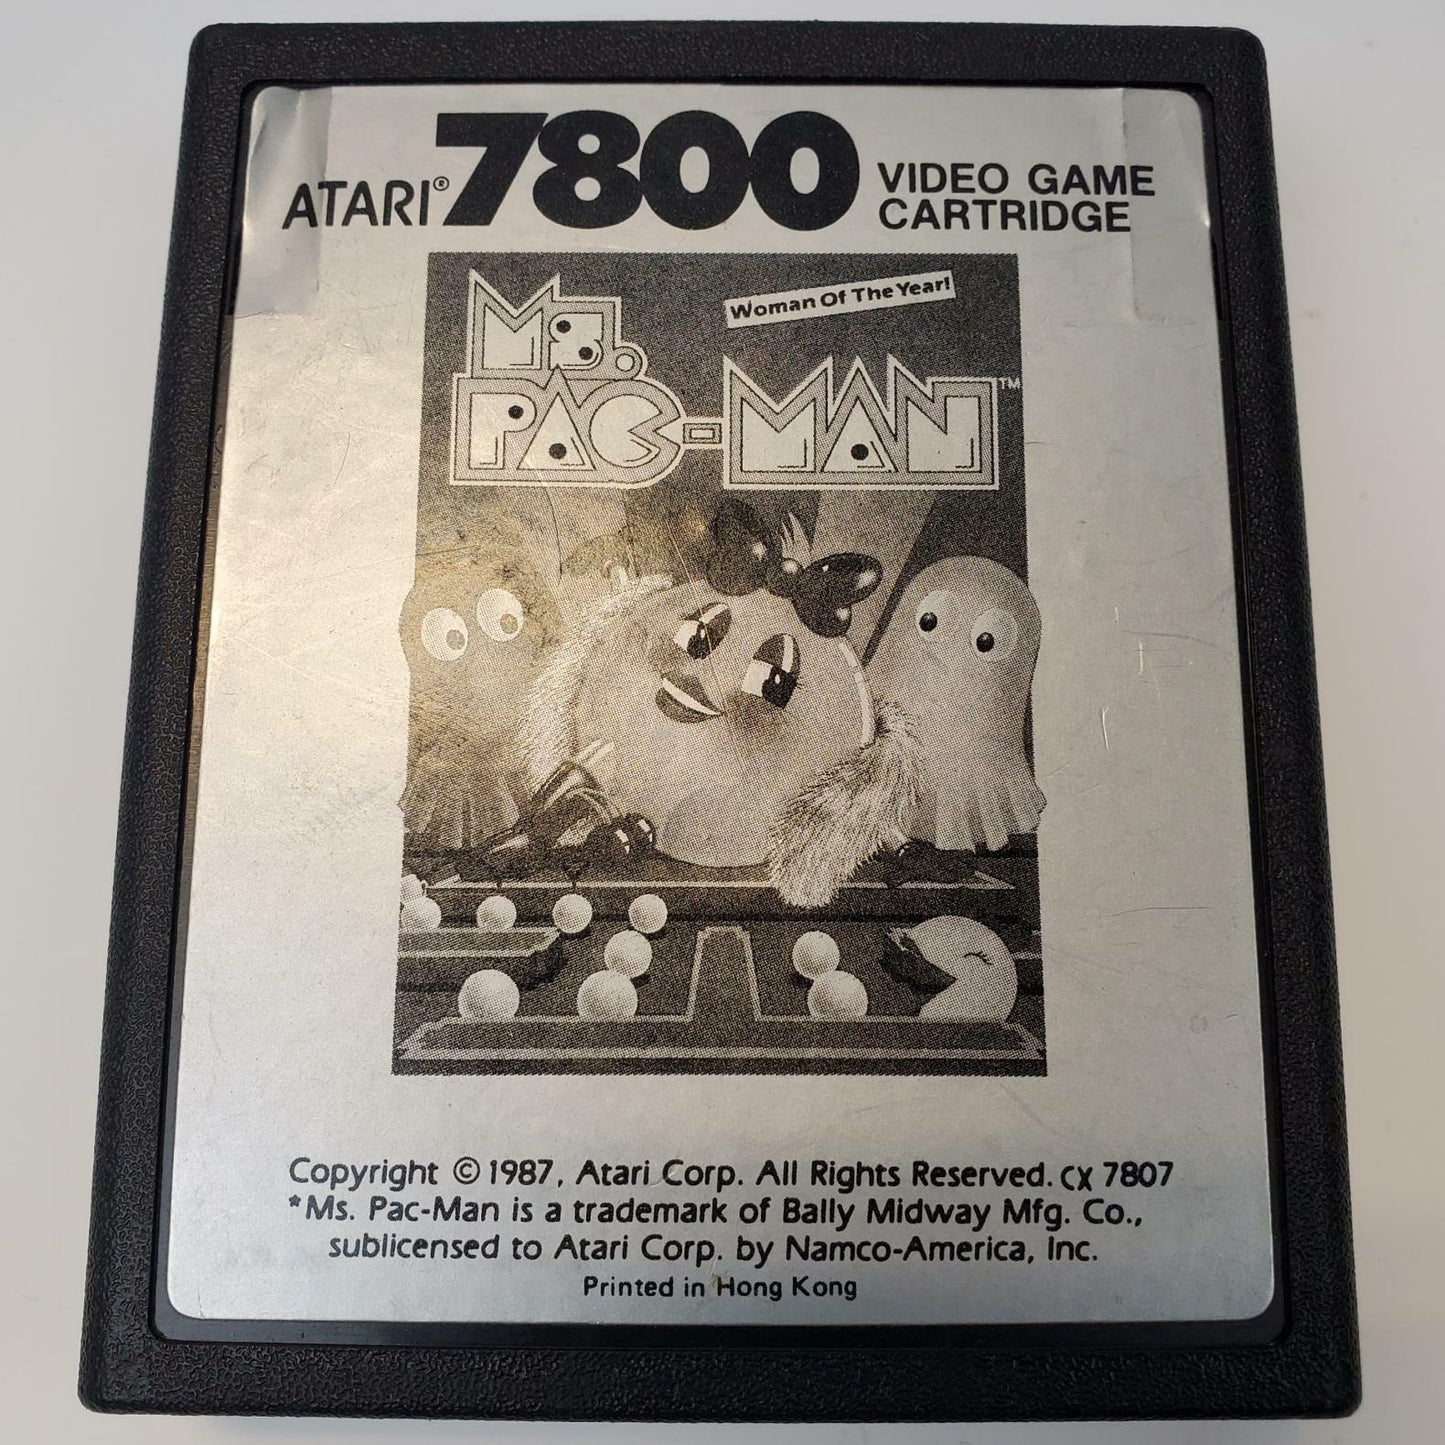 ATARI® 7800 VIDEO GAME
CARTRIDGE
Woman Of The Year!
Ms.
PAC-MAN™
Copyright © 1987, Atari Corp. All Rights Reserved. CX 7807
*Ms. Pac-Man is a trademark of Bally Midway Mfg. Co.,
sublicensed to Atari Corp. by Namco-America, Inc.
Printed in Hong Kong